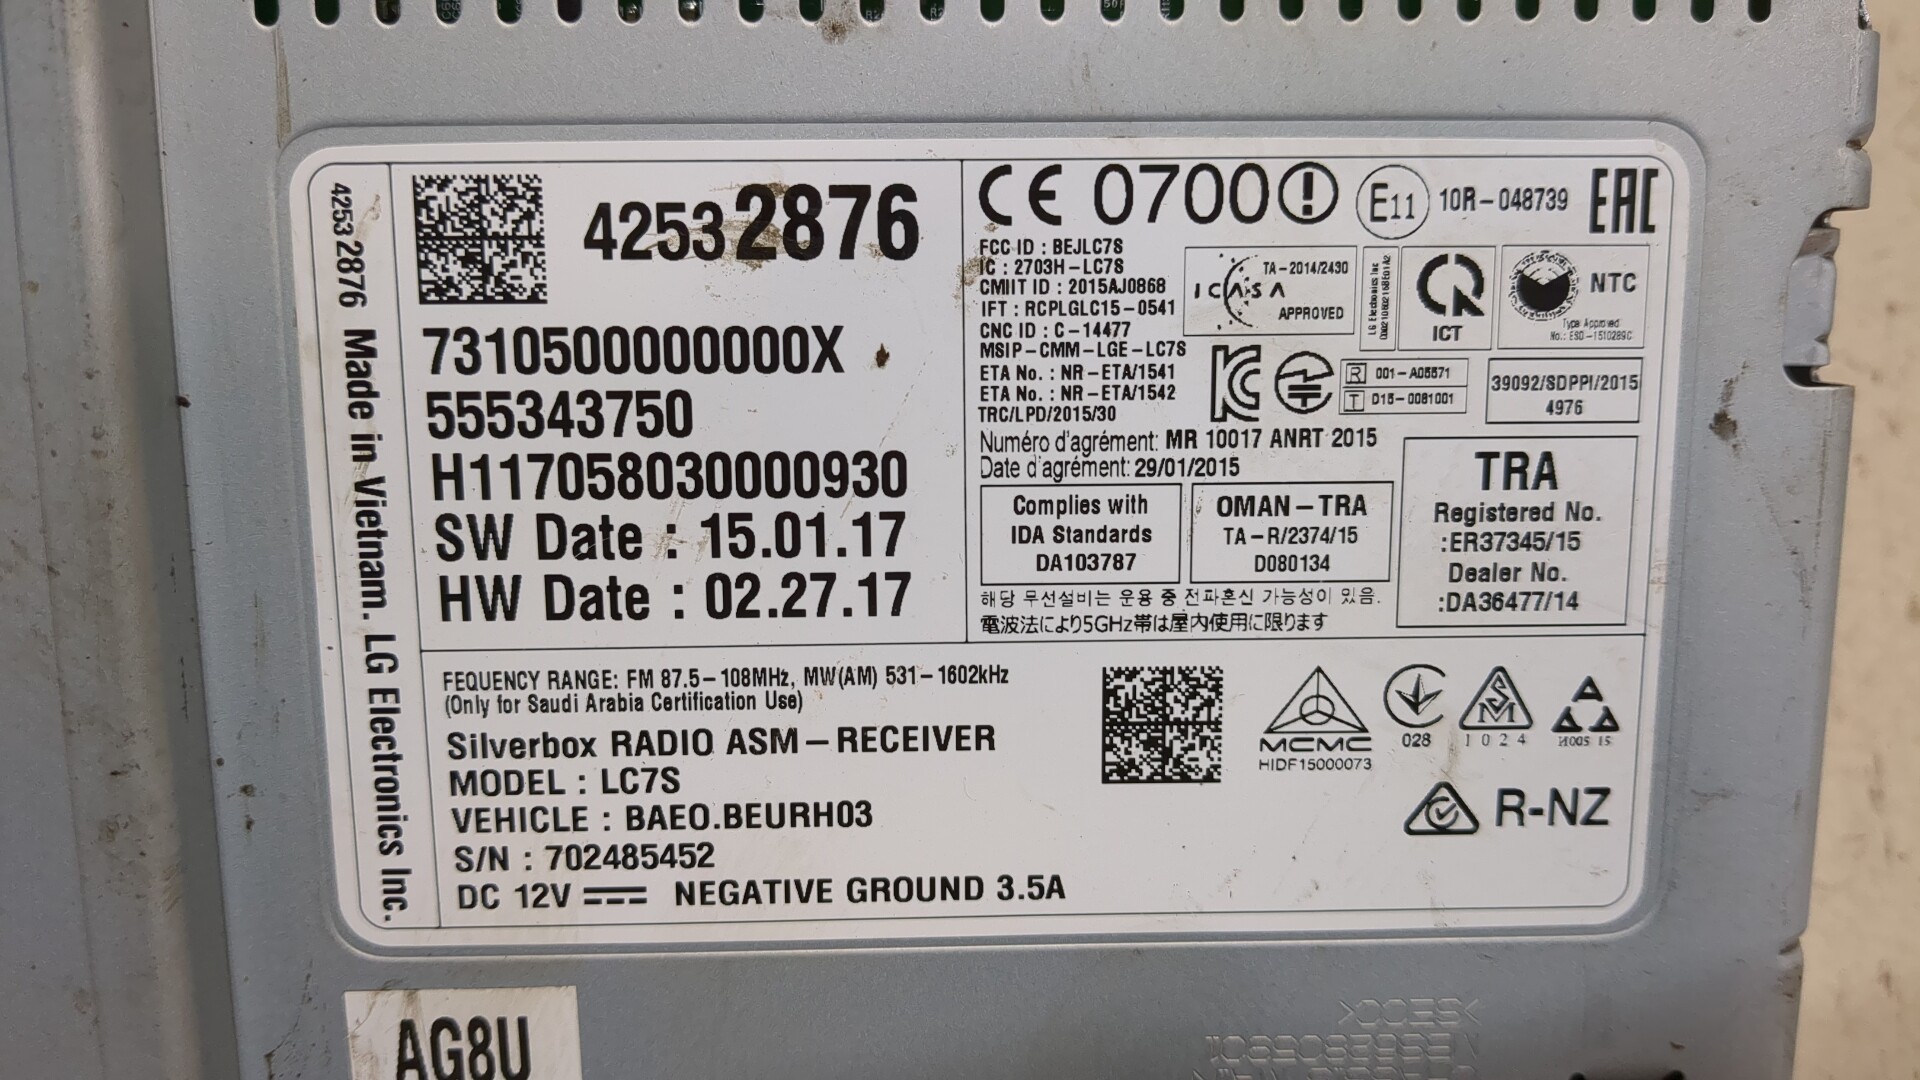 4253 2876 Made in Vietnam. LG Electronics Inc.
42532876
7310500000000X
555343750
H117058030000930
SW Date : 15.01.17
HW Date : 02.27.17
CE 0700
E11 10R-048739 EAC
FCC ID : BEJLC7S
IC : 2703H-LC7S
CMIIT ID : 2015AJ0868
IFT : RCPLGLC15-0541
CNC ID : C-14477
MSIP-CMM-LGE-LC7S
ETA No. : NR-ETA/1541
ETA No. : NR-ETA/1542
TRC/LPD/2015/30
ICASA
TA-2014/2430
APPROVED
LG Electronics Inc
ICT
NTC
Type Approved
No.: ESD-1510289C
R 001-A05571
T D15-0081001
39092/SDPPI/2015
4976
Numéro d'agrément: MR 10017 ANRT 2015
Date d'agrément: 29/01/2015
Complies with
IDA Standards
DA103787
OMAN-TRA
TA-R/2374/15
D080134
TRA
Registered No.
:ER37345/15
Dealer No.
:DA36477/14
해당 무선설비는 운용 중 전파혼신 가능성이 있음.
電波法により5GHz帯は屋内使用に限ります
FEQUENCY RANGE: FM 87.5-108MHz, MW(AM) 531-1602kHz
(Only for Saudi Arabia Certification Use)
Silverbox RADIO ASM-RECEIVER
MODEL : LC7S
VEHICLE : BAEO.BEURH03
S/N : 702485452
DC 12V NEGATIVE GROUND 3.5A
MCMC
HIDF15000073
028
1024
R-NZ
AG8U